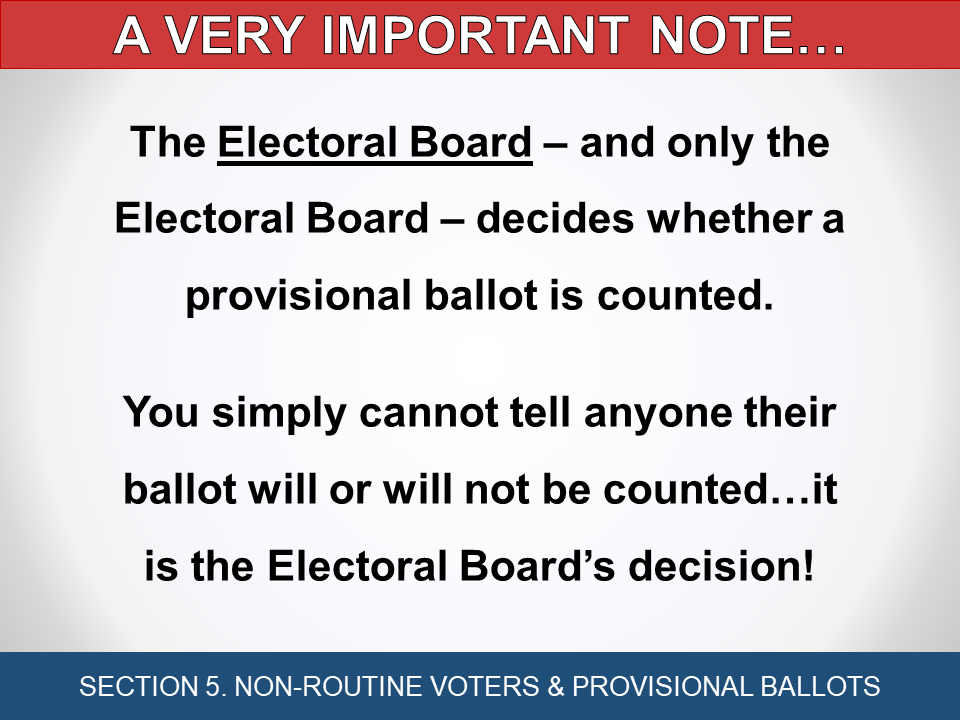 A VERY IMPORTANT NOTE…
The Electoral Board – and only the
Electoral Board – decides whether a
provisional ballot is counted.
You simply cannot tell anyone their
ballot will or will not be counted…it
is the Electoral Board’s decision!
SECTION 5. NON-ROUTINE VOTERS & PROVISIONAL BALLOTS